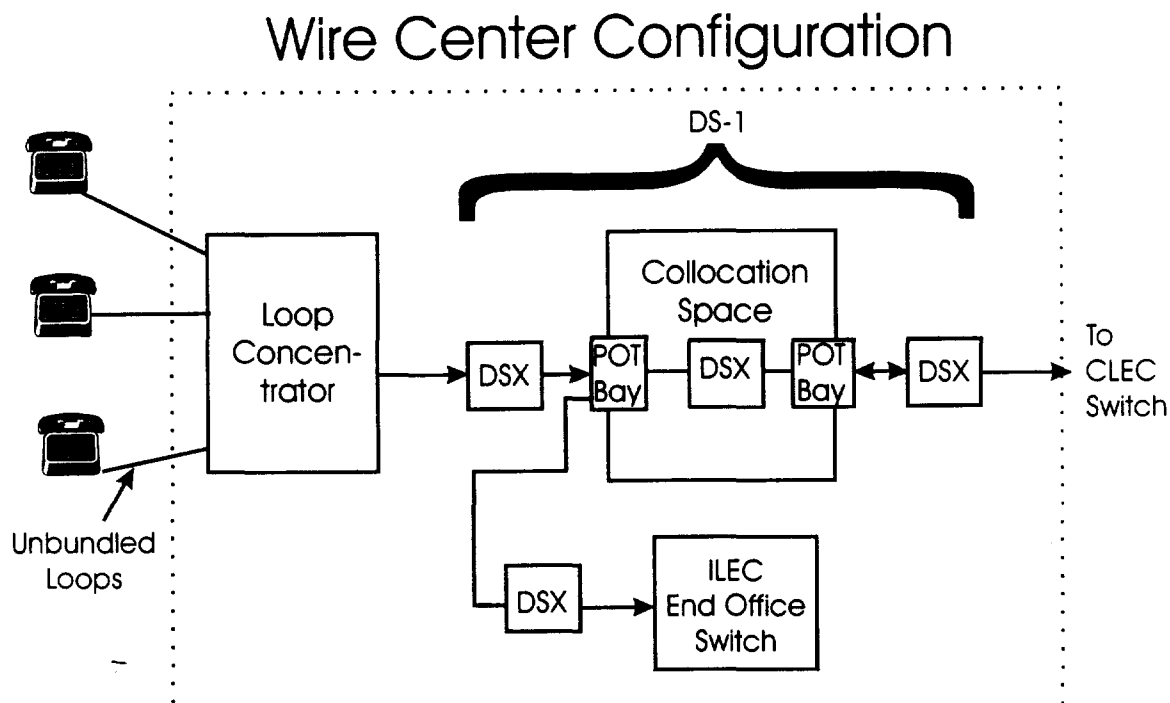 Wire Center Configuration
DS-1
Loop
Concen-
trator
DSX
POT
Bay
Collocation
Space
DSX
POT
Bay
DSX
To
CLEC
Switch
Unbundled
Loops
DSX
ILEC
End Office
Switch